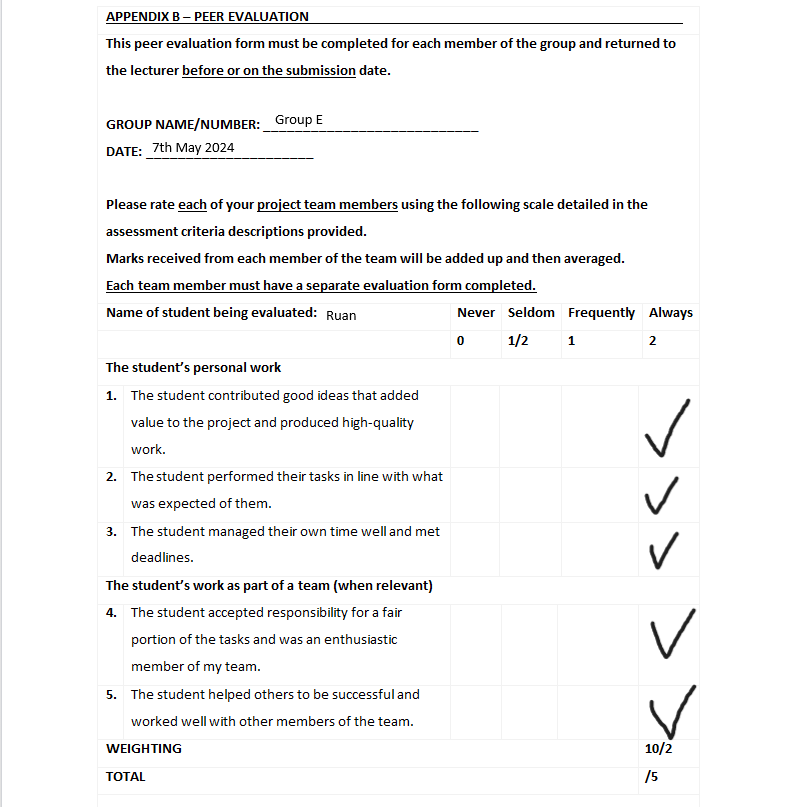 APPENDIX B – PEER EVALUATION
This peer evaluation form must be completed for each member of the group and returned to
the lecturer before or on the submission date.
GROUP NAME/NUMBER: Group E
DATE: 7th May 2024
Please rate each of your project team members using the following scale detailed in the
assessment criteria descriptions provided.
Marks received from each member of the team will be added up and then averaged.
Each team member must have a separate evaluation form completed.
Name of student being evaluated: Ruan Never Seldom Frequently Always
0 1/2 1 2
The student's personal work
1. The student contributed good ideas that added
value to the project and produced high-quality
work.
2. The student performed their tasks in line with what
was expected of them.
3. The student managed their own time well and met
deadlines.
The student's work as part of a team (when relevant)
4. The student accepted responsibility for a fair
portion of the tasks and was an enthusiastic
member of my team.
5. The student helped others to be successful and
worked well with other members of the team.
WEIGHTING 10/2
TOTAL /5